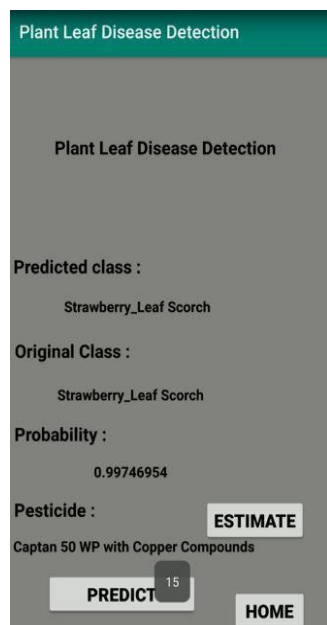 Plant Leaf Disease Detection
Plant Leaf Disease Detection
Predicted class :
Strawberry_Leaf Scorch
Original Class :
Strawberry_Leaf Scorch
Probability :
0.99746954
Pesticide :
ESTIMATE
Captan 50 WP with Copper Compounds
PREDICT
15
HOME